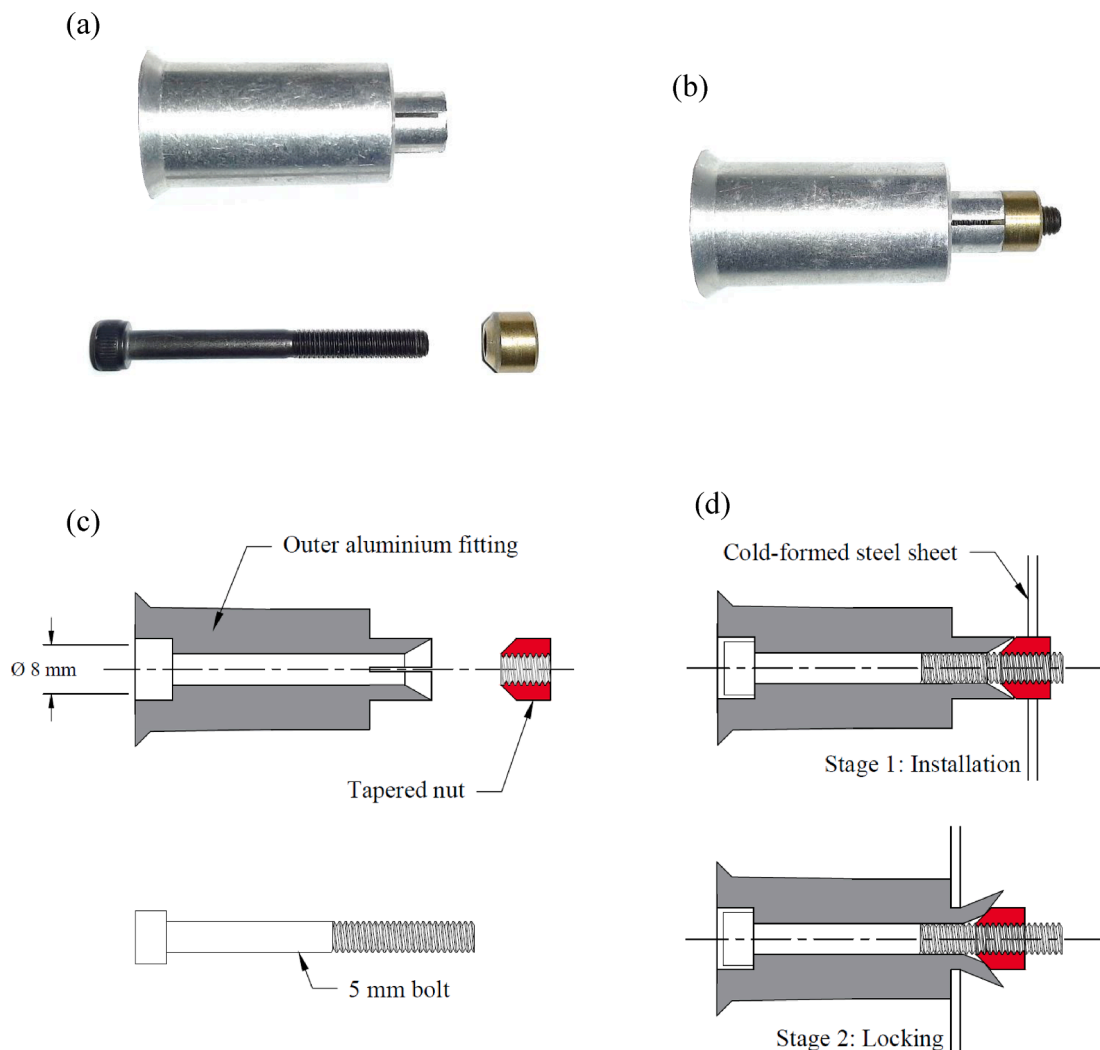 (a)
(b)
(c)
Outer aluminium fitting
Ø 8 mm
Tapered nut
5 mm bolt
(d)
Cold-formed steel sheet
Stage 1: Installation
Stage 2: Locking